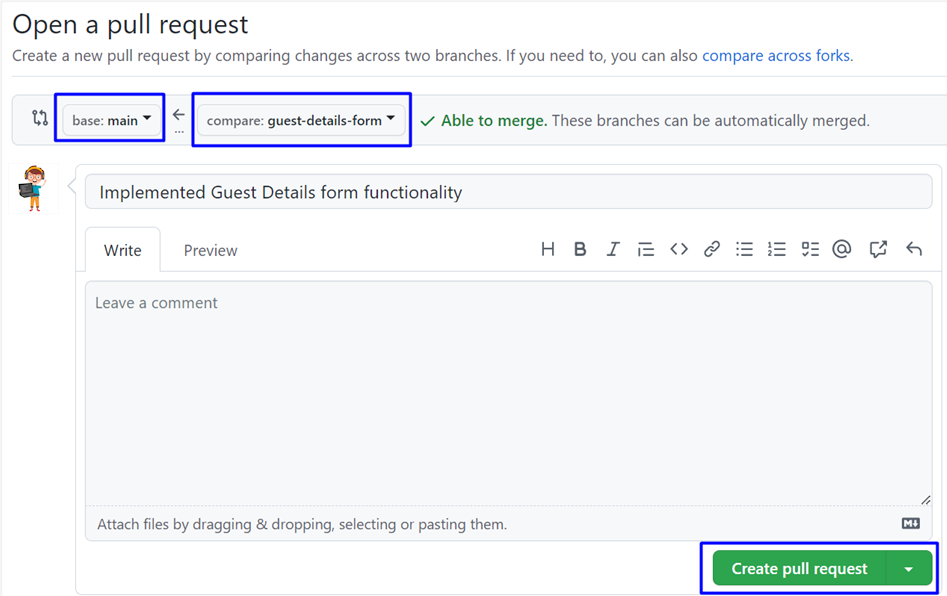 Open a pull request
Create a new pull request by comparing changes across two branches. If you need to, you can also compare across forks.
base: main ... compare: guest-details-form Able to merge. These branches can be automatically merged.
Implemented Guest Details form functionality
Write Preview H B I @
Leave a comment
Attach files by dragging & dropping, selecting or pasting them. M
Create pull request